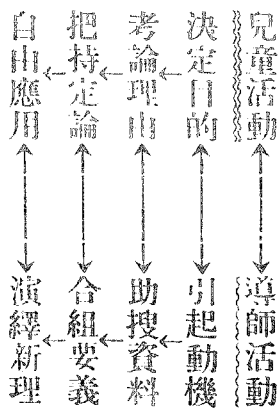 兒童活動
決定目的
考論理由
把持定論
自由應用
導師活動
引起動機
助搜資料
合組要義
演繹新理